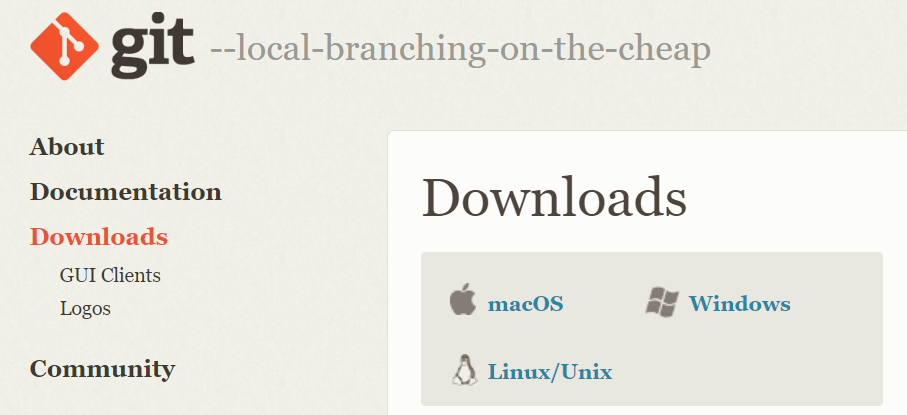 git --local-branching-on-the-cheap
About
Documentation
Downloads
GUI Clients
Logos
Community
Downloads
macOS
Windows
Linux/Unix